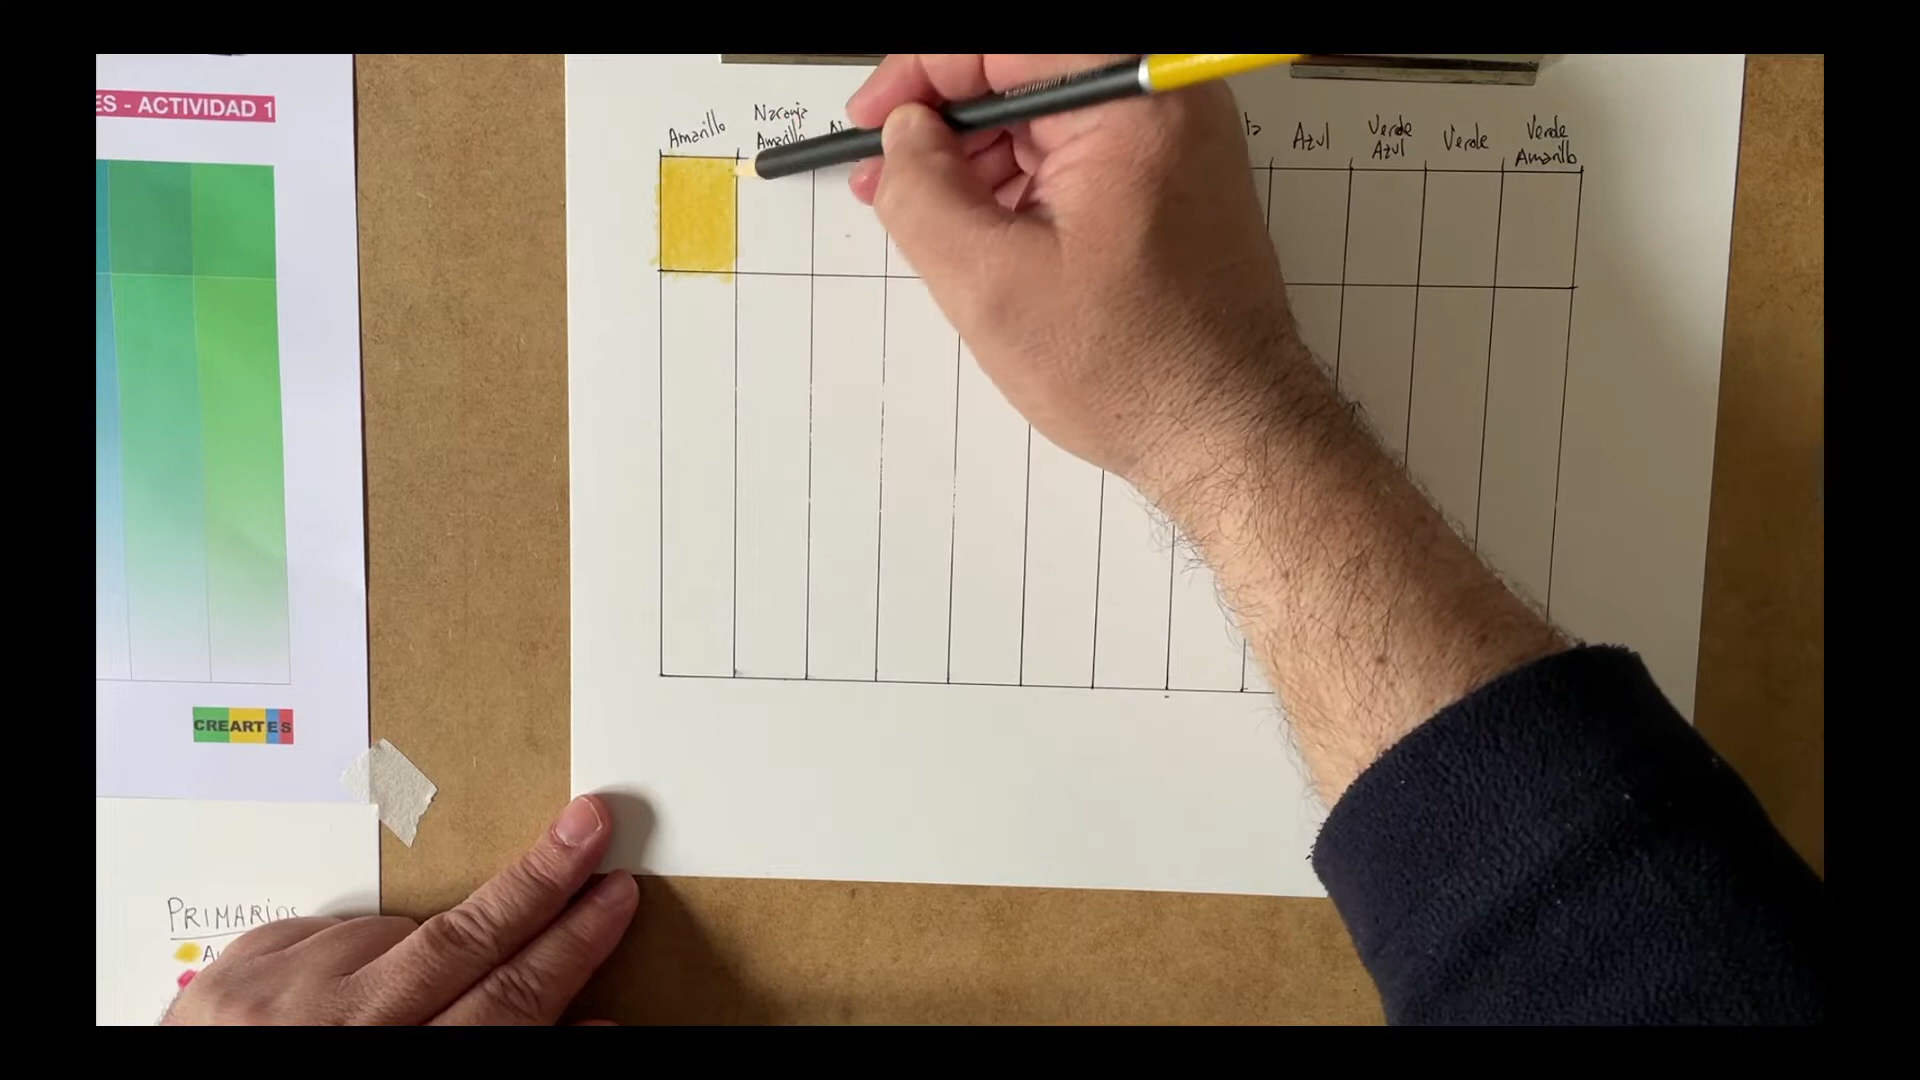 ES - ACTIVIDAD 1
Amarillo
Naranja
Amarillo
Azul
Verde
Azul
Verde
Verde
Amarillo
CREARTES
PRIMARIOS